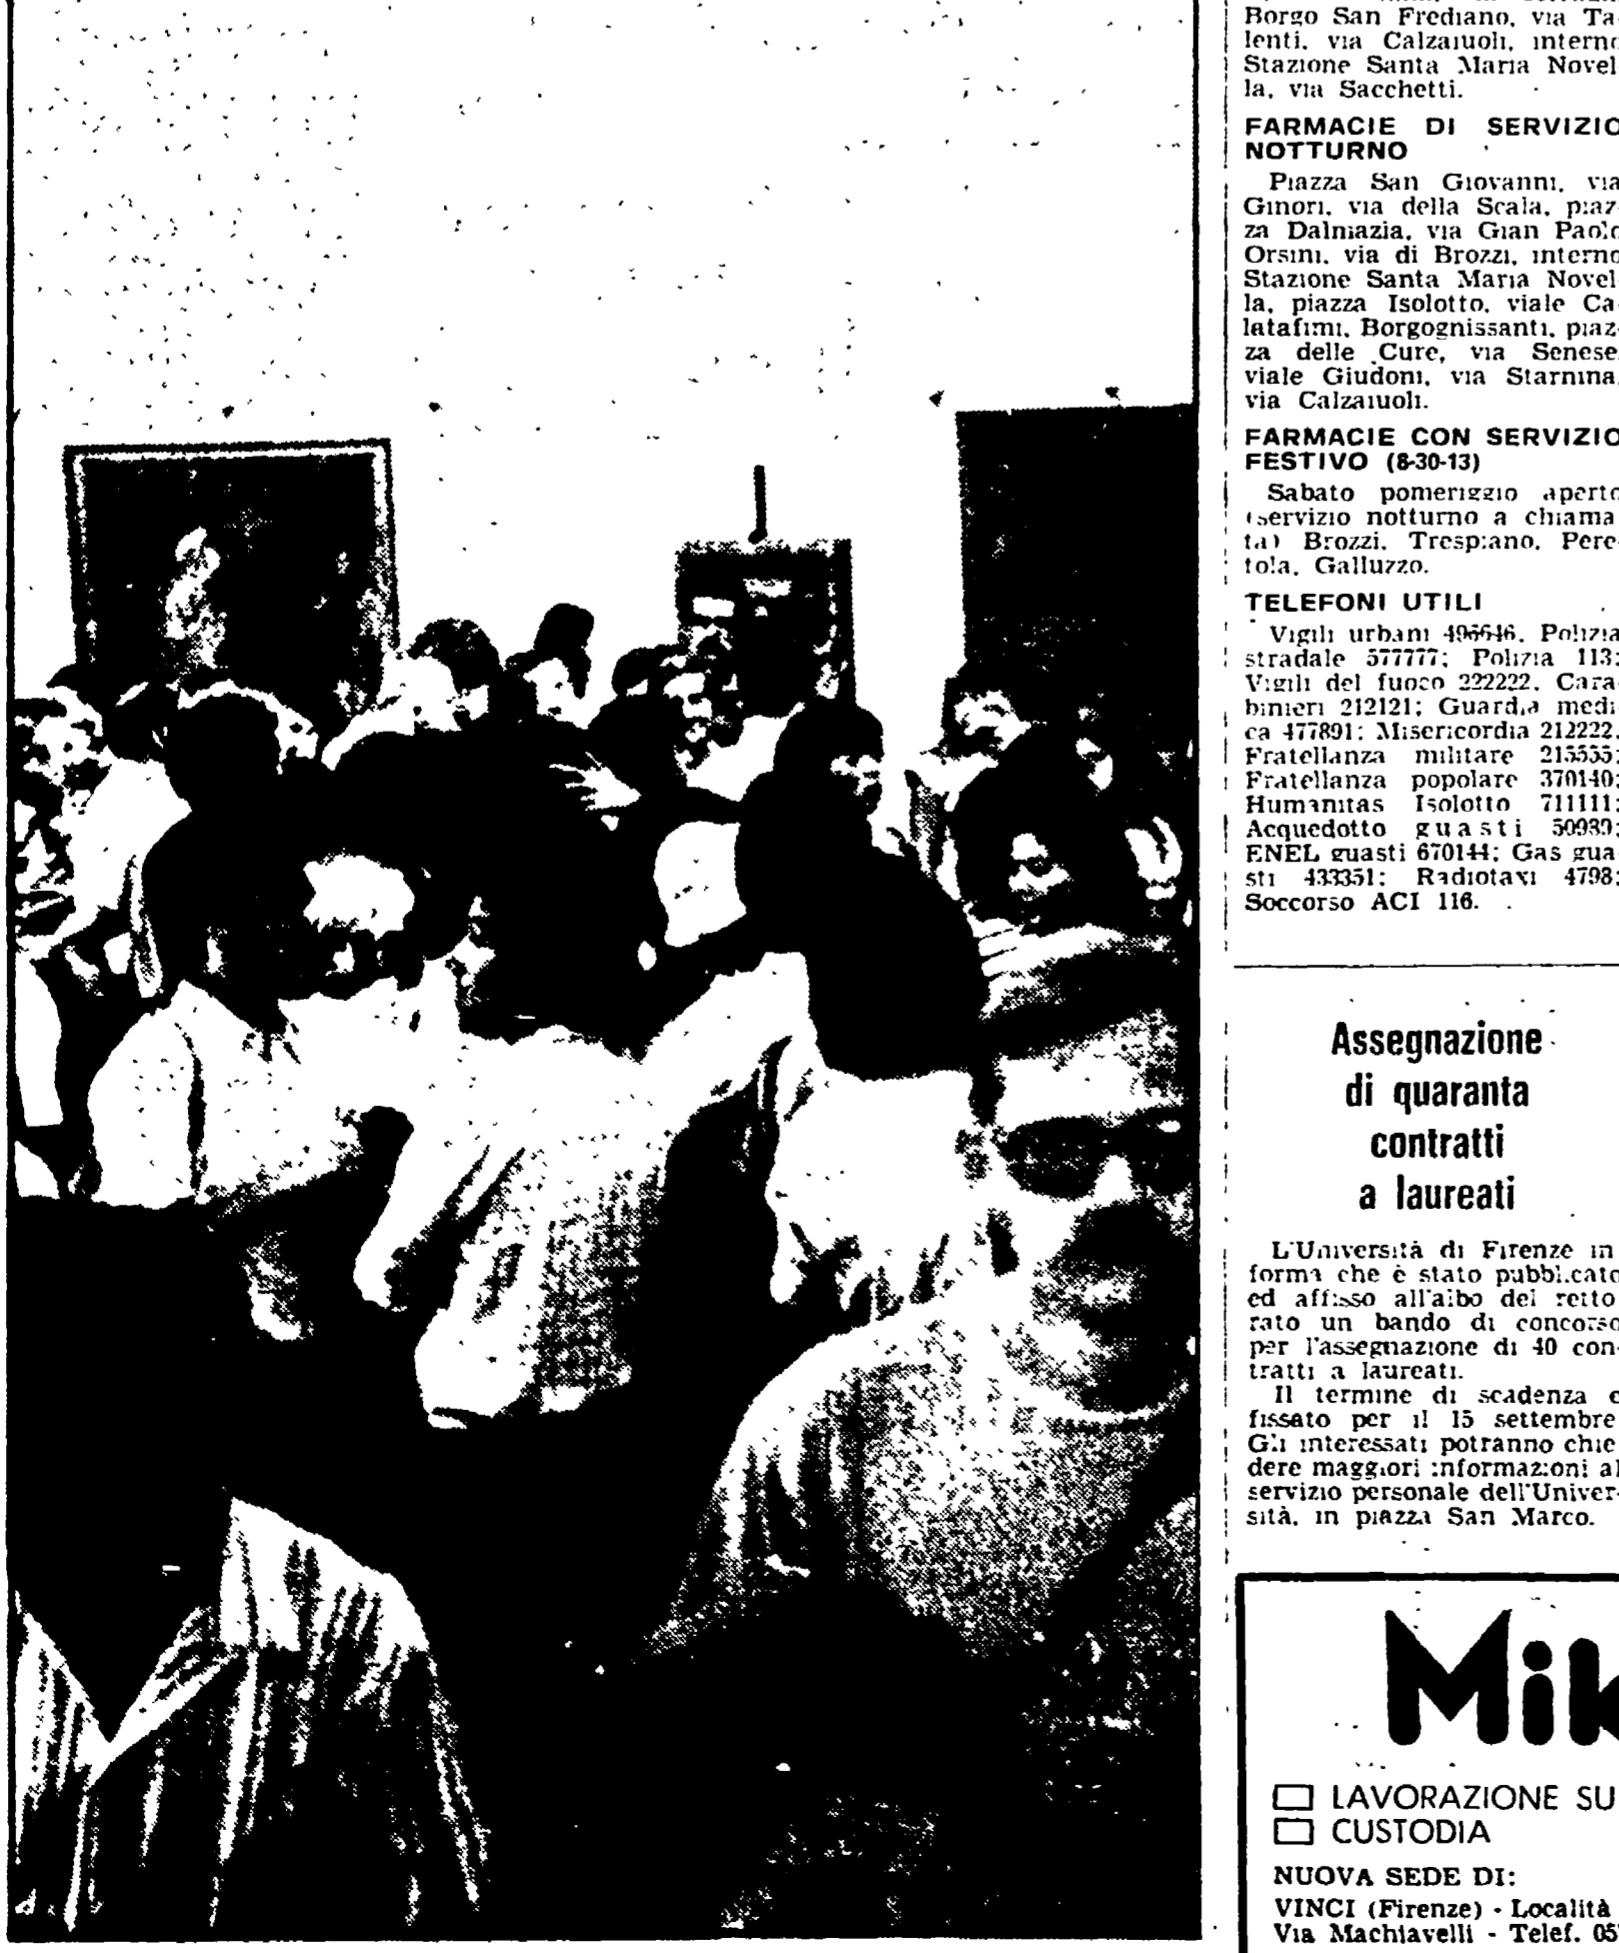 Borgo San Frediano, via Ta-
lenti, via Calzaiuoli, interno
Stazione Santa Maria Novel-
la, via Sacchetti.
FARMACIE DI SERVIZIO
NOTTURNO
Piazza San Giovanni, via
Ginori, via della Scala, piaz-
za Dalmazia, via Gian Paolo
Orsini, via di Brozzi, interno
Stazione Santa Maria Novel-
la, piazza Isolotto, viale Ca-
latafimi, Borgognissanti, piaz-
za delle Cure, via Senese,
viale Giudoni, via Starnina,
via Calzaiuoli.
FARMACIE CON SERVIZIO
FESTIVO (8-30-13)
Sabato pomeriggio aperto
(servizio notturno a chiama-
ta) Brozzi, Trespiano, Pere-
tola, Galluzzo.
TELEFONI UTILI
Vigili urbani 496646, Polizia
stradale 577777; Polizia 113;
Vigili del fuoco 222222, Cara-
binieri 212121; Guardia medi-
ca 477891; Misericordia 212222,
Fratellanza militare 215555;
Fratellanza popolare 370140;
Humanitas Isolotto 711111;
Acquedotto guasti 50989;
ENEL guasti 670144; Gas gua-
sti 433351; Radiotaxi 4798;
Soccorso ACI 116.
Assegnazione
di quaranta
contratti
a laureati
L'Università di Firenze in-
forma che è stato pubblicato
ed affisso all'albo del retto-
rato un bando di concorso
per l'assegnazione di 40 con-
tratti a laureati.
Il termine di scadenza è
fissato per il 15 settembre.
Gli interessati potranno chie-
dere maggiori informazioni al
servizio personale dell'Univer-
sità, in piazza San Marco.
Mik
LAVORAZIONE SU
CUSTODIA
NUOVA SEDE DI:
VINCI (Firenze) - Località
Via Machiavelli - Telef. 05